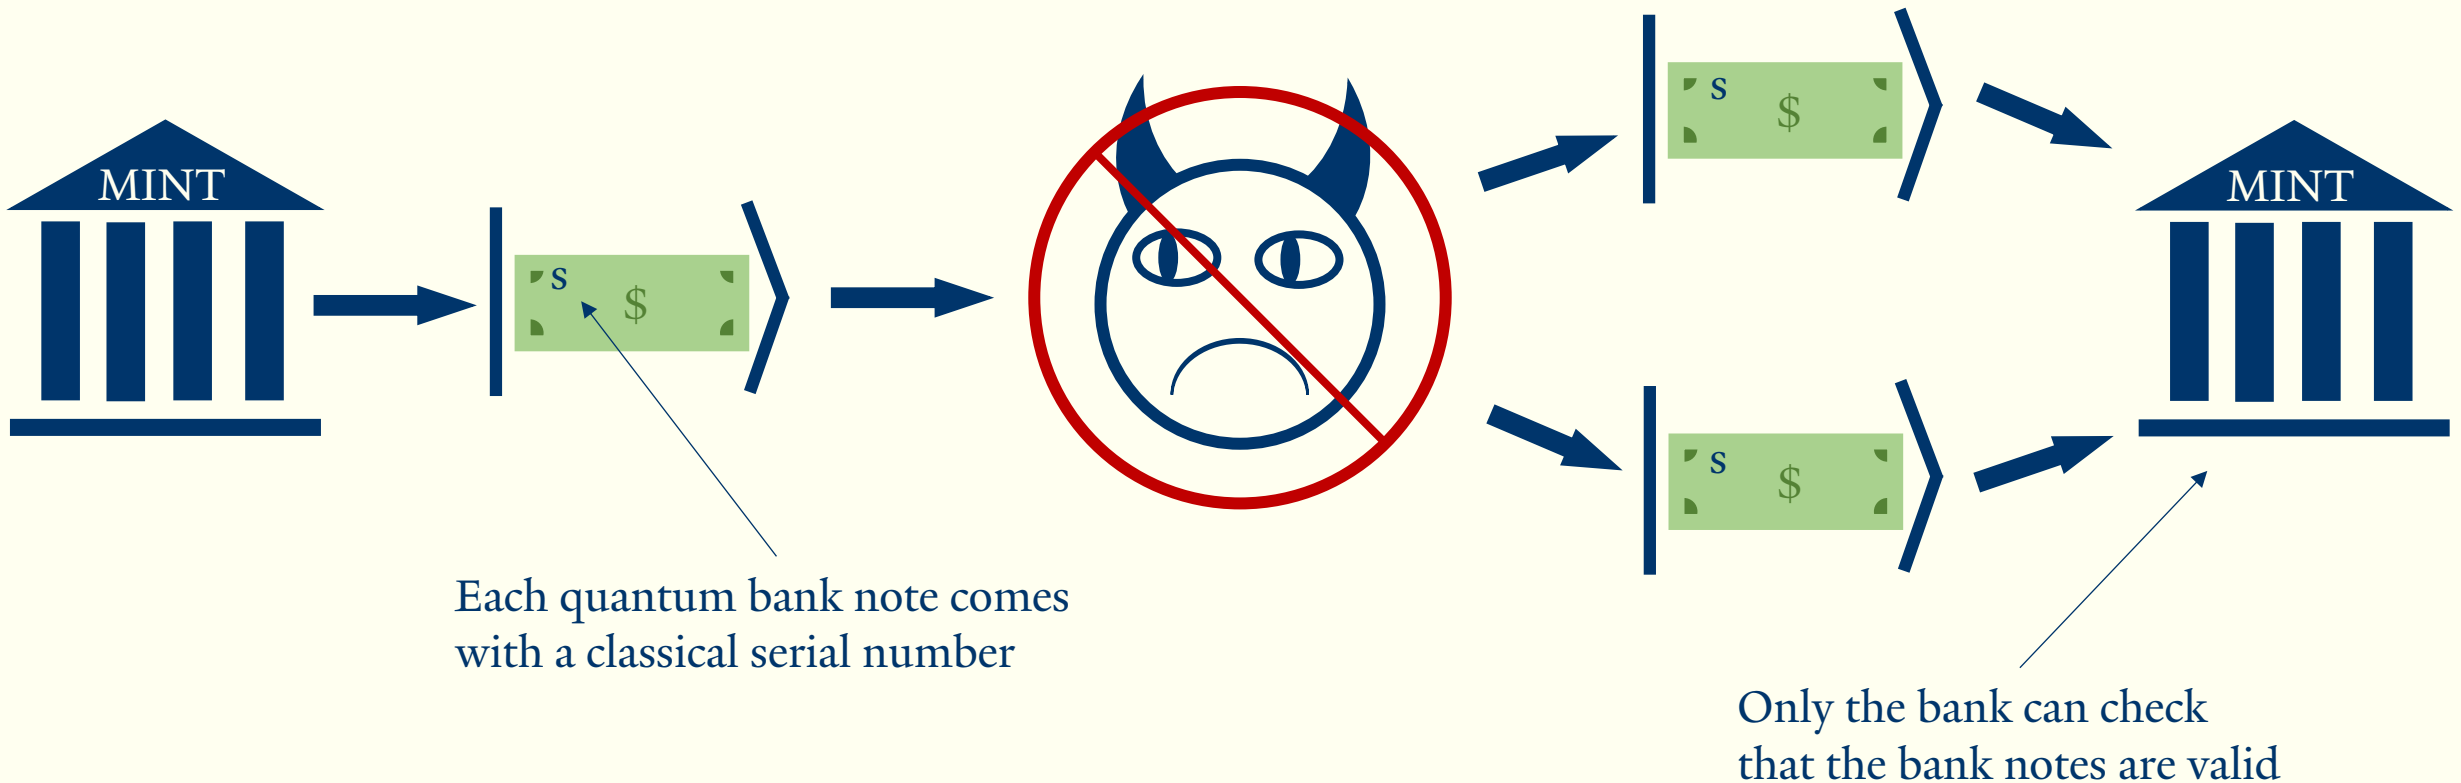 MINT
s
$
s
$
s
$
MINT
Each quantum bank note comes
with a classical serial number
Only the bank can check
that the bank notes are valid